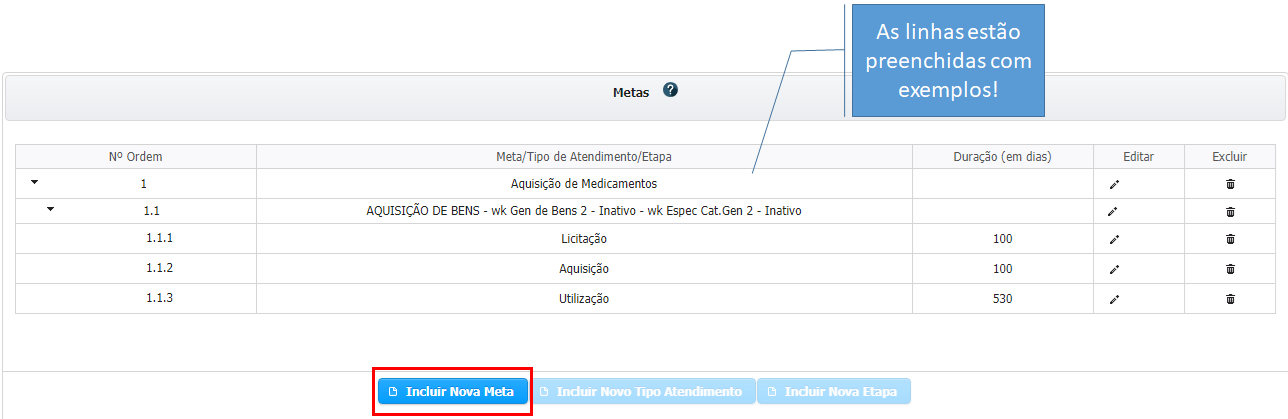 As linhas estão
preenchidas com
exemplos!
Metas ?
Nº Ordem Meta/Tipo de Atendimento/Etapa Duração (em dias) Editar Excluir
1 Aquisição de Medicamentos
1.1 AQUISIÇÃO DE BENS - wk Gen de Bens 2 - Inativo - wk Espec Cat.Gen 2 - Inativo
1.1.1 Licitação 100
1.1.2 Aquisição 100
1.1.3 Utilização 530
Incluir Nova Meta Incluir Novo Tipo Atendimento Incluir Nova Etapa